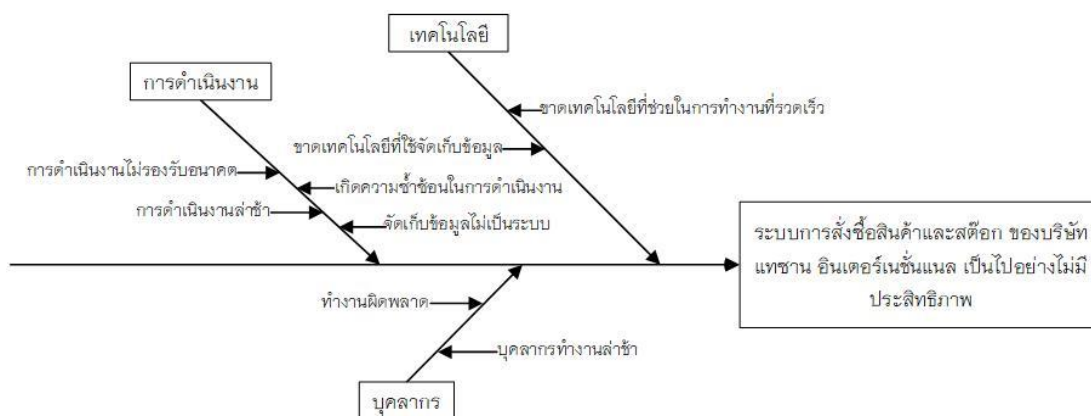 เทคโนโลยี
การดำเนินงาน
ขาดเทคโนโลยีที่ช่วยในการทำงานที่รวดเร็ว
ขาดเทคโนโลยีที่ใช้จัดเก็บข้อมูล
การดำเนินงานไม่รองรับอนาคต
เกิดความซ้ำซ้อนในการดำเนินงาน
การดำเนินงานล่าช้า
จัดเก็บข้อมูลไม่เป็นระบบ
ระบบการสั่งซื้อสินค้าและสต๊อก ของบริษัท
แทซาน อินเตอร์เนชั่นแนล เป็นไปอย่างไม่มี
ประสิทธิภาพ
ทำงานผิดพลาด
บุคลากรทำงานล่าช้า
บุคลากร